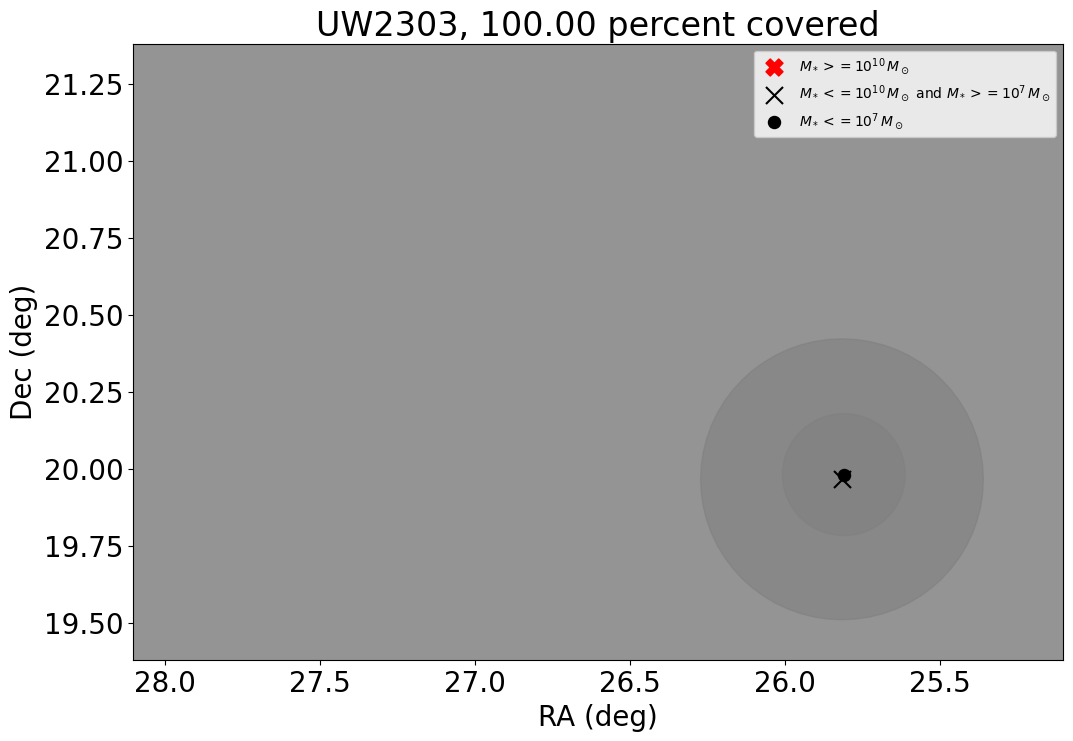 UW2303, 100.00 percent covered
M* >= 10^10 M⊙
M* <= 10^10 M⊙ and M* >= 10^7 M⊙
M* <= 10^7 M⊙
21.25
21.00
20.75
20.50
20.25
20.00
19.75
19.50
Dec (deg)
28.0 27.5 27.0 26.5 26.0 25.5
RA (deg)